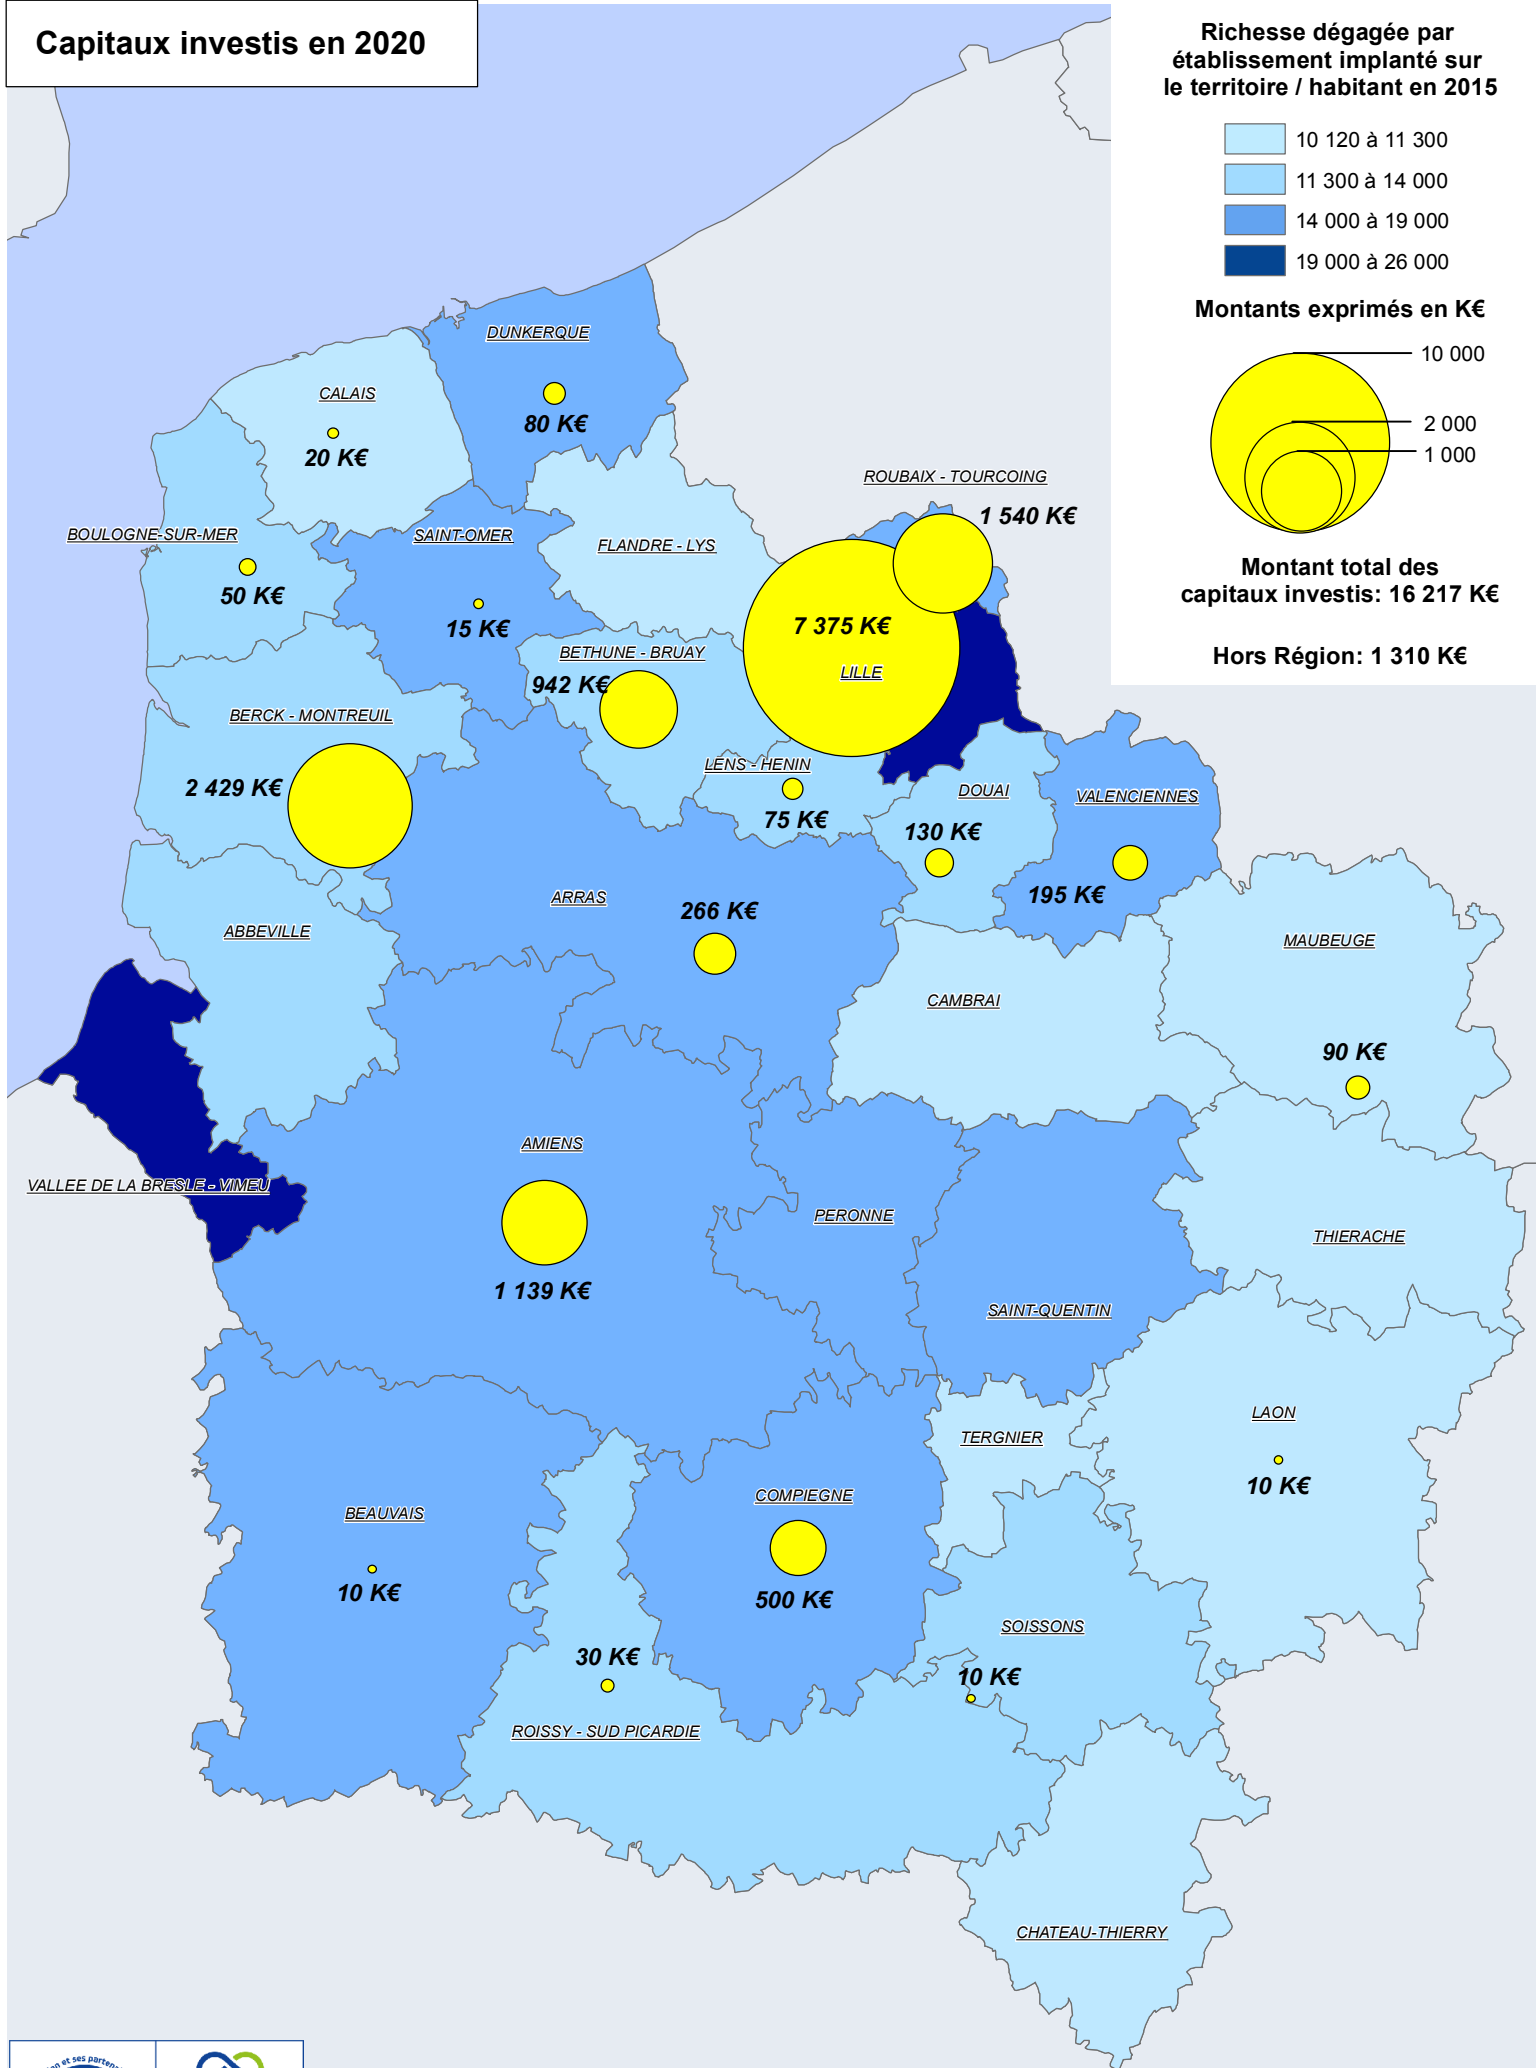 Capitaux investis en 2020
Richesse dégagée par
établissement implanté sur
le territoire / habitant en 2015
10 120 à 11 300
11 300 à 14 000
14 000 à 19 000
19 000 à 26 000
Montants exprimés en K€
10 000
2 000
1 000
Montant total des
capitaux investis: 16 217 K€
Hors Région: 1 310 K€
DUNKERQUE
80 K€
CALAIS
20 K€
ROUBAIX - TOURCOING
1 540 K€
BOULOGNE-SUR-MER
50 K€
SAINT-OMER
15 K€
FLANDRE - LYS
7 375 K€
LILLE
BETHUNE - BRUAY
942 K€
BERCK - MONTREUIL
2 429 K€
LENS - HENIN
75 K€
DOUAI
130 K€
VALENCIENNES
195 K€
ARRAS
266 K€
ABBEVILLE
MAUBEUGE
90 K€
CAMBRAI
AMIENS
1 139 K€
VALLEE DE LA BRESLE - VIMEU
PERONNE
THIERACHE
SAINT-QUENTIN
LAON
10 K€
TERGNIER
COMPIEGNE
500 K€
BEAUVAIS
10 K€
SOISSONS
10 K€
30 K€
ROISSY - SUD PICARDIE
CHATEAU-THIERRY
et ses